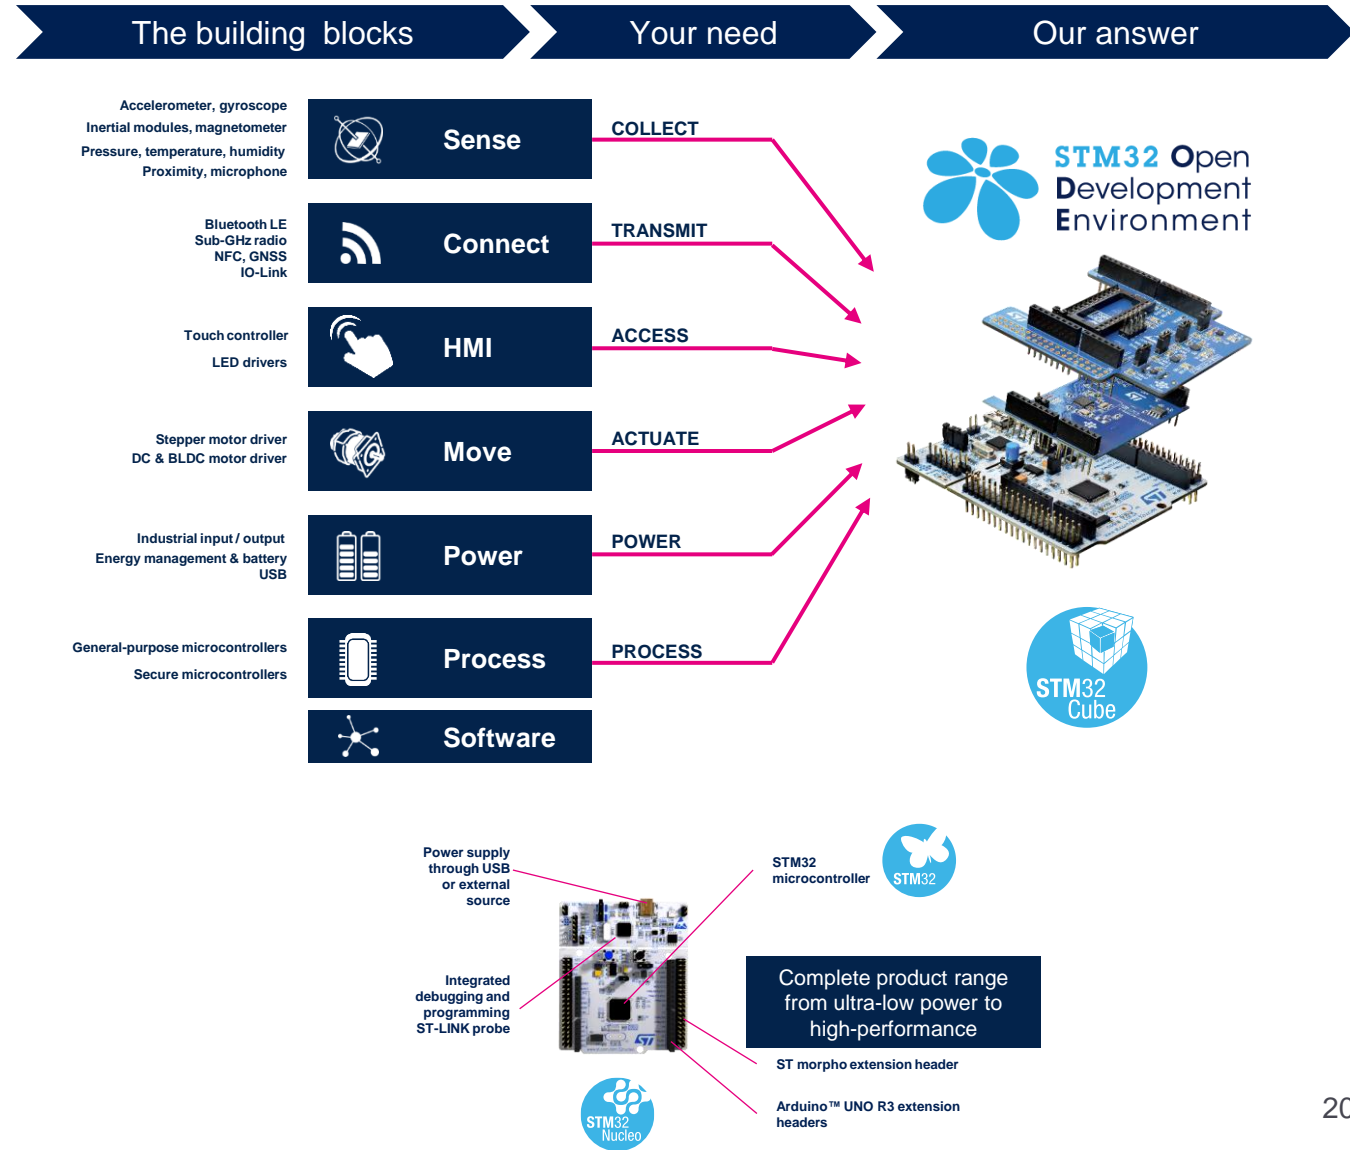 The building blocks
Your need
Our answer
Accelerometer, gyroscope
Inertial modules, magnetometer
Pressure, temperature, humidity
Proximity, microphone
Sense
COLLECT
STM32 Open
Development
Environment
Bluetooth LE
Sub-GHz radio
NFC, GNSS
IO-Link
Connect
TRANSMIT
Touch controller
LED drivers
HMI
ACCESS
Stepper motor driver
DC & BLDC motor driver
Move
ACTUATE
Industrial input / output
Energy management & battery
USB
Power
POWER
General-purpose microcontrollers
Secure microcontrollers
Process
PROCESS
STM32
Cube
Software
Power supply
through USB
or external
source
STM32
microcontroller
STM32
Integrated
debugging and
programming
ST-LINK probe
Complete product range
from ultra-low power to
high-performance
ST morpho extension header
Arduino™ UNO R3 extension
headers
STM32
Nucleo
20